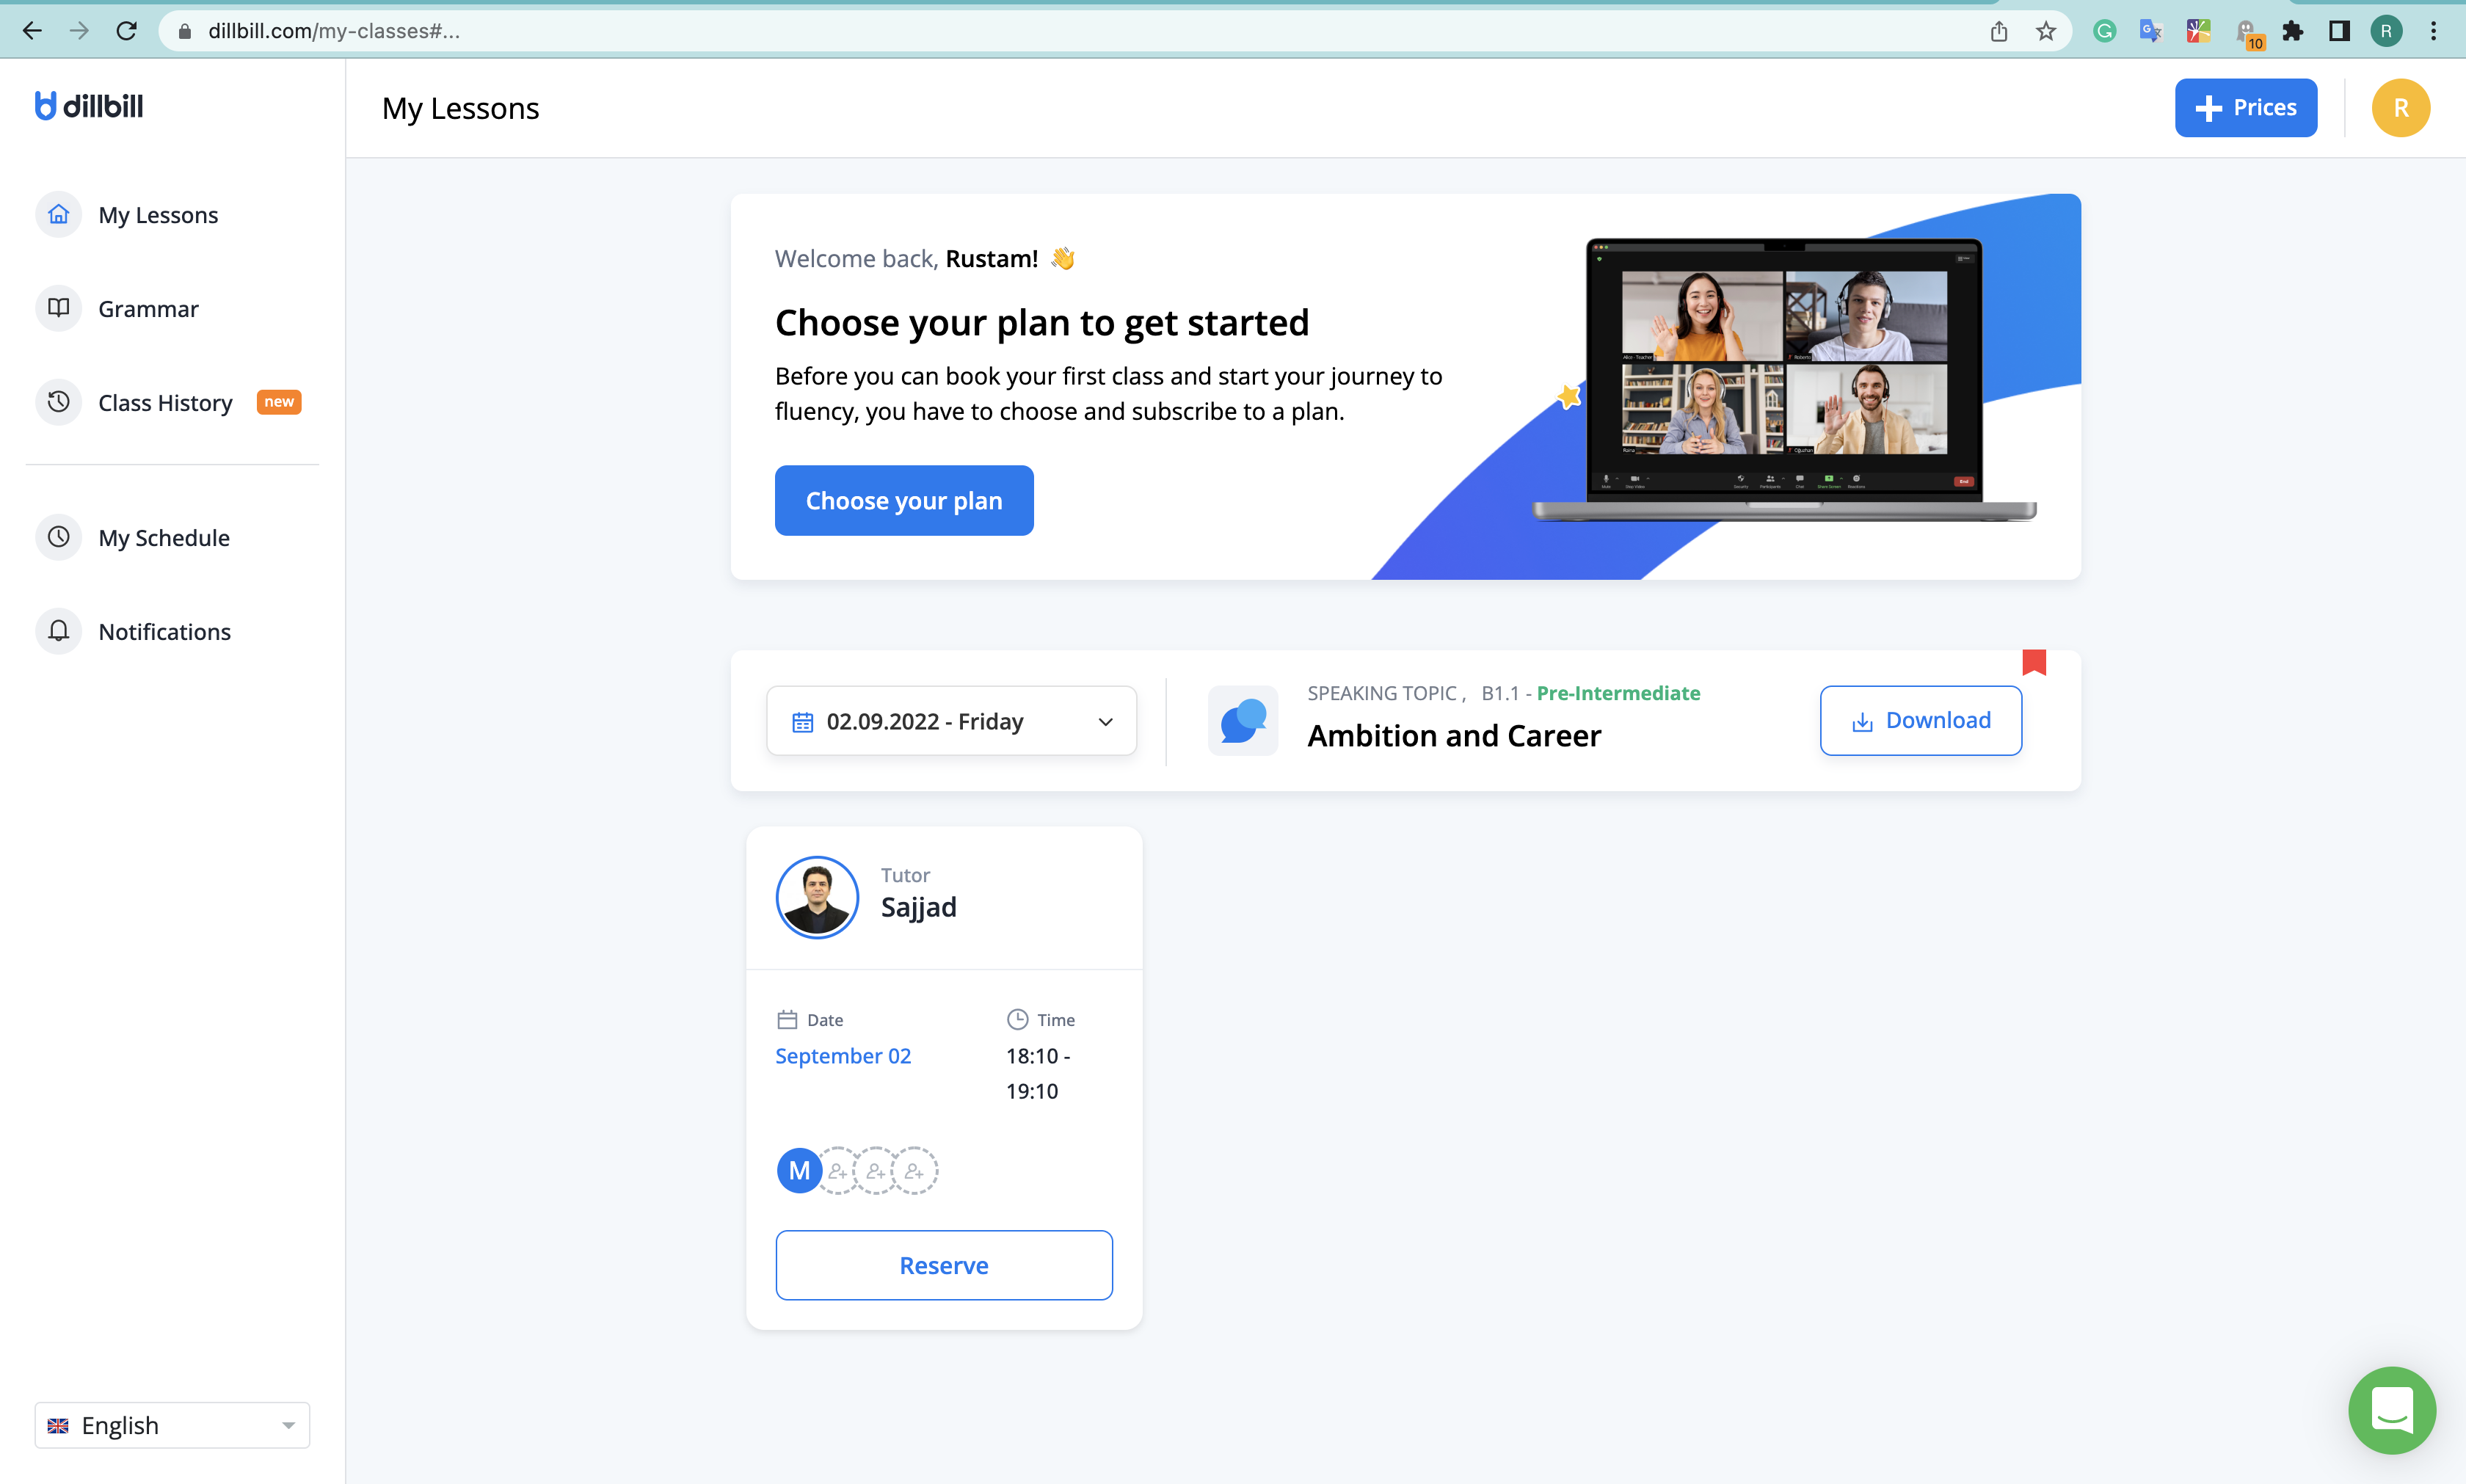 dillbill.com/my-classes#...
10
R
dillbill
My Lessons
Prices
R
My Lessons
Grammar
Class History
new
My Schedule
Notifications
English
Welcome back, Rustam! 👋
Choose your plan to get started
Before you can book your first class and start your journey to
fluency, you have to choose and subscribe to a plan.
Choose your plan
02.09.2022 - Friday
SPEAKING TOPIC , B1.1 - Pre-Intermediate
Ambition and Career
Download
Tutor
Sajjad
Date
Time
September 02
18:10 -
19:10
M
Reserve